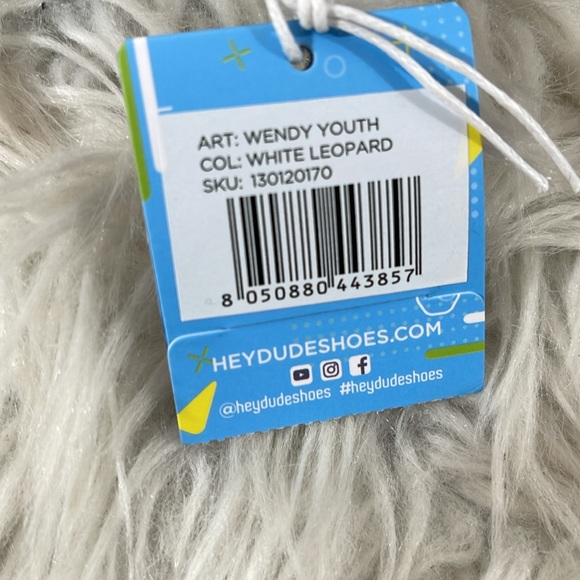 ART: WENDY YOUTH
COL: WHITE LEOPARD
SKU: 130120170
8 050880 443857
HEYDUDESHOES.COM
@heydudeshoes #heydudeshoes